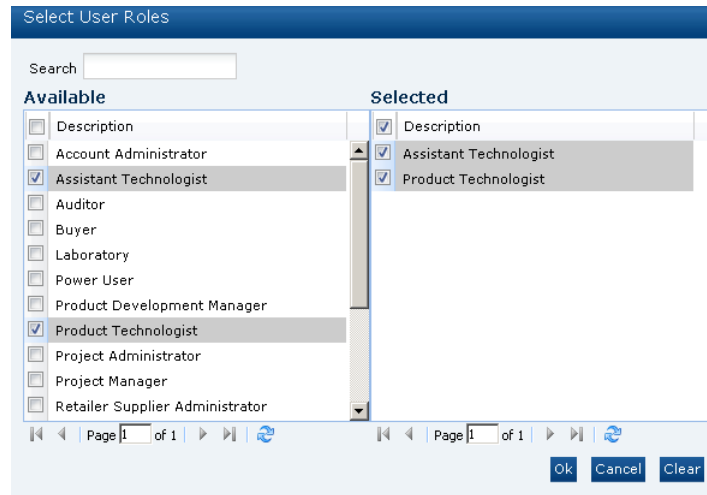 Select User Roles
Search
Available
Selected
Description
Description
Account Administrator
Assistant Technologist
Auditor
Buyer
Laboratory
Power User
Product Development Manager
Product Technologist
Project Administrator
Project Manager
Retailer Supplier Administrator
Assistant Technologist
Product Technologist
Page 1 of 1
Page 1 of 1
Ok Cancel Clear